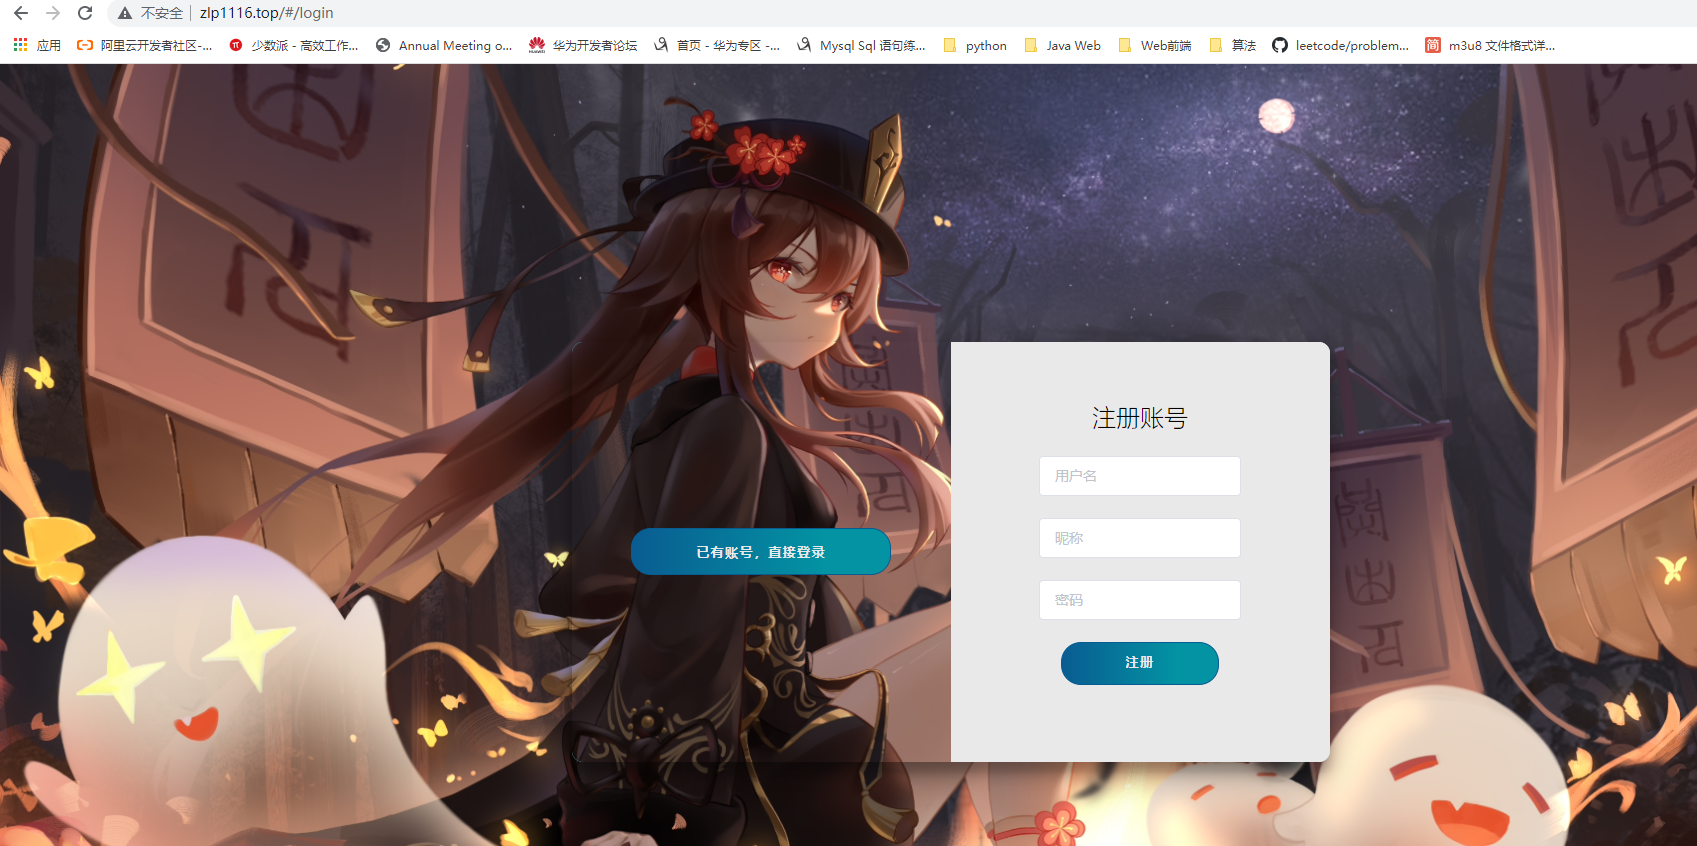 不安全 zlp1116.top/#/login
应用 阿里云开发者社区-... 少数派 - 高效工作... Annual Meeting o... 华为开发者论坛 首页 - 华为专区 -... Mysql Sql 语句练... python Java Web Web前端 算法 leetcode/problem... 简 m3u8 文件格式详...
注册账号
用户名
昵称
已有账号，直接登录
密码
注册